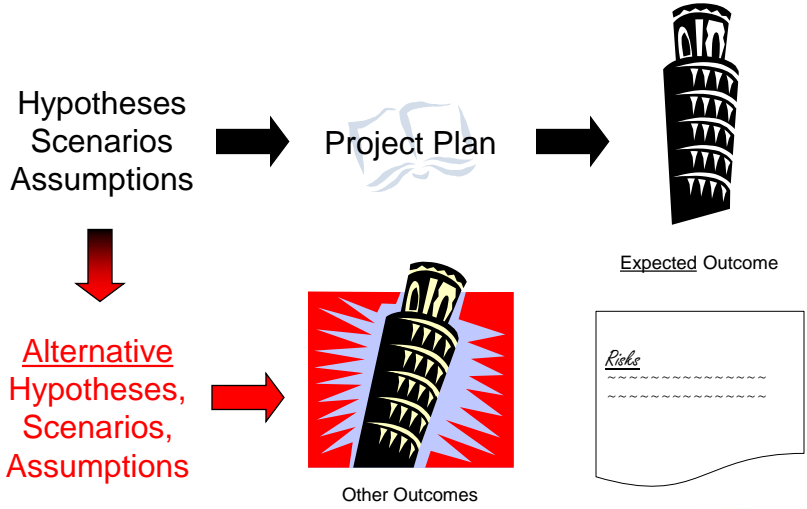 Hypotheses
Scenarios
Assumptions
Project Plan
Expected Outcome
Alternative
Hypotheses,
Scenarios,
Assumptions
Other Outcomes
Risks
~~~~~~~~~~~~~~
~~~~~~~~~~~~~~